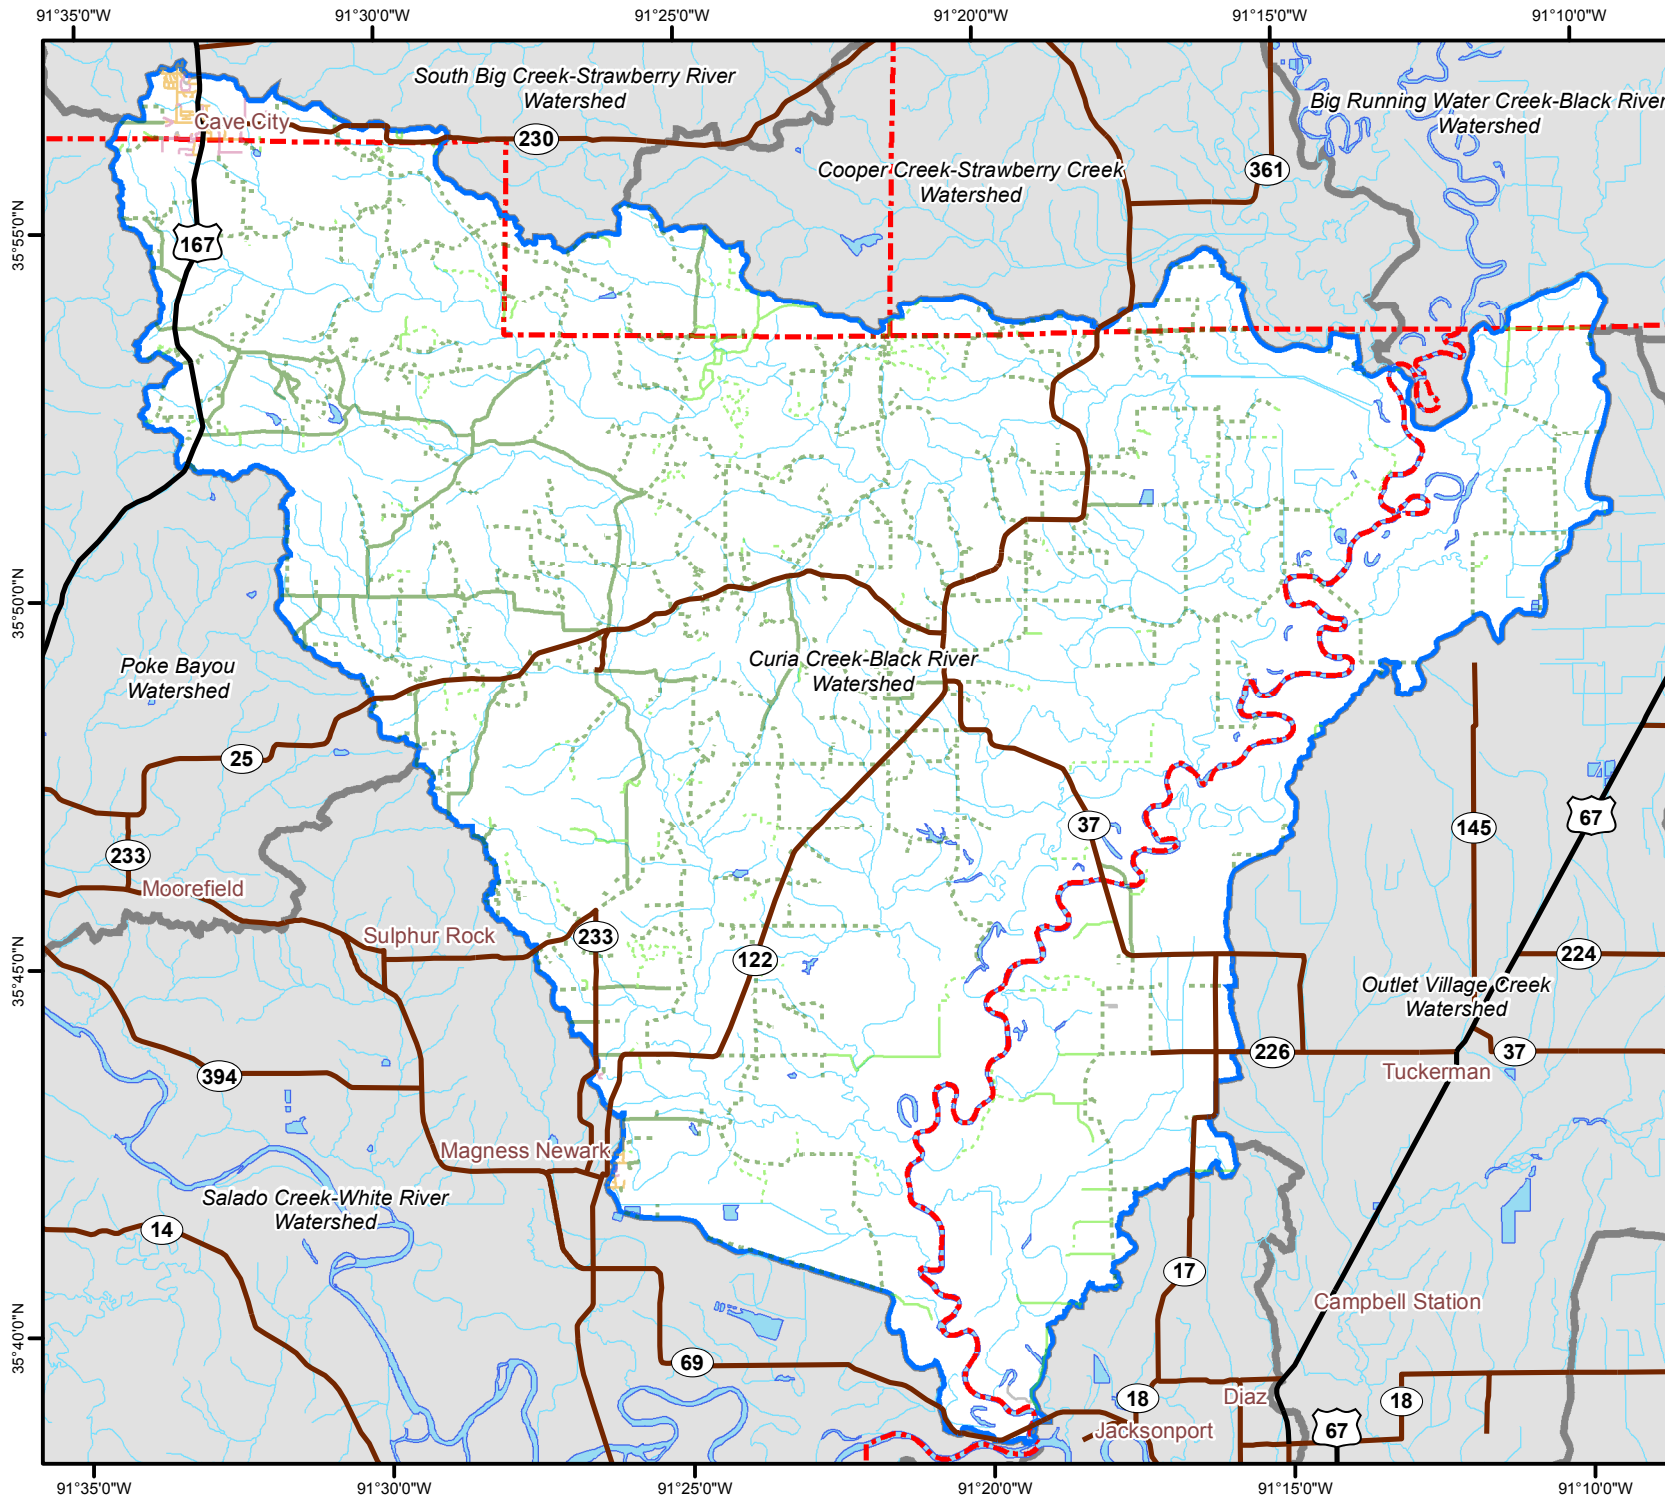 91°35'0"W 91°30'0"W 91°25'0"W 91°20'0"W 91°15'0"W 91°10'0"W
South Big Creek-Strawberry River
Watershed
Big Running Water Creek-Black River
Watershed
Cave City
230
Cooper Creek-Strawberry Creek
Watershed
361
35°55'0"N
167
35°50'0"N
Poke Bayou
Watershed
Curia Creek-Black River
Watershed
25
37
145
67
233
Moorefield
Sulphur Rock
233
122
224
35°45'0"N
Outlet Village Creek
Watershed
394
226
37
Tuckerman
Magness Newark
Salado Creek-White River
Watershed
14
17
Campbell Station
35°40'0"N
69
18
Diaz
18
Jacksonport
67
91°35'0"W 91°30'0"W 91°25'0"W 91°20'0"W 91°15'0"W 91°10'0"W